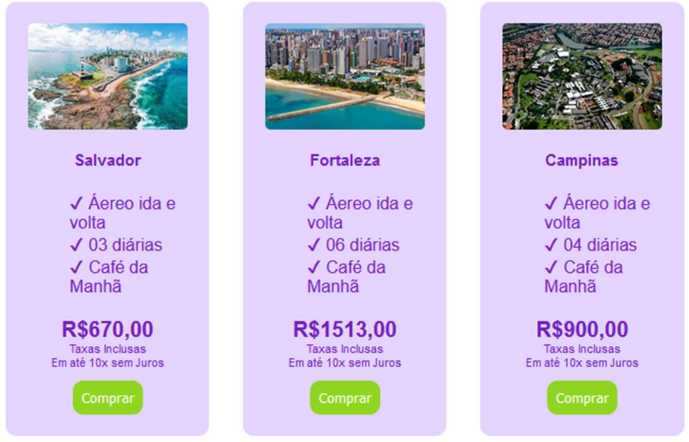 Salvador
✓ Áereo ida e
volta
✓ 03 diárias
✓ Café da
Manhã
R$670,00
Taxas Inclusas
Em até 10x sem Juros
Comprar
Fortaleza
✓ Áereo ida e
volta
✓ 06 diárias
✓ Café da
Manhã
R$1513,00
Taxas Inclusas
Em até 10x sem Juros
Comprar
Campinas
✓ Áereo ida e
volta
✓ 04 diárias
✓ Café da
Manhã
R$900,00
Taxas Inclusas
Em até 10x sem Juros
Comprar